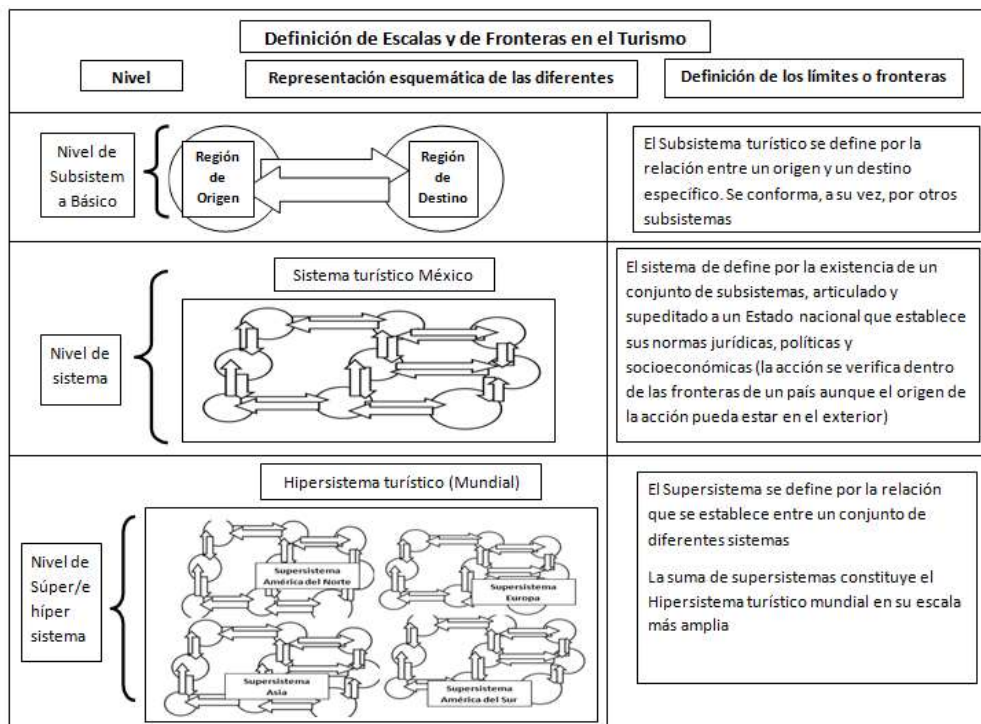 Definición de Escalas y de Fronteras en el Turismo
Nivel
Representación esquemática de las diferentes
Definición de los límites o fronteras
Nivel de
Subsistem
a Básico
Región
de
Origen
Región
de
Destino
El Subsistema turístico se define por la
relación entre un origen y un destino
específico. Se conforma, a su vez, por otros
subsistemas
Nivel de
sistema
Sistema turístico México
El sistema de define por la existencia de un
conjunto de subsistemas, articulado y
supeditado a un Estado nacional que establece
sus normas jurídicas, políticas y
socioeconómicas (la acción se verifica dentro
de las fronteras de un país aunque el origen de
la acción pueda estar en el exterior)
Nivel de
Súper/e
híper
sistema
Hipersistema turístico (Mundial)
Supersistema
América del Norte
Supersistema
Europa
Supersistema
Asia
Supersistema
América del Sur
El Supersistema se define por la relación
que se establece entre un conjunto de
diferentes sistemas
La suma de supersistemas constituye el
Hipersistema turístico mundial en su escala
más amplia